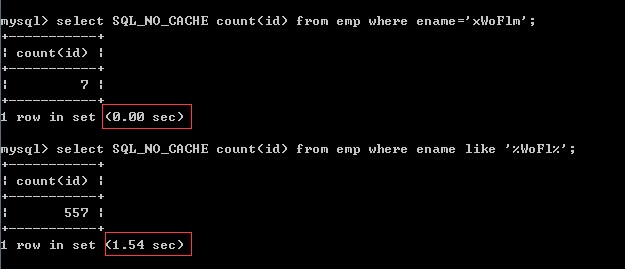 mysql> select SQL_NO_CACHE count(id) from emp where ename='xWoFlm';
+-----------+
| count(id) |
+-----------+
|         7 |
+-----------+
1 row in set (0.00 sec)
mysql> select SQL_NO_CACHE count(id) from emp where ename like '%WoFl%';
+-----------+
| count(id) |
+-----------+
|       557 |
+-----------+
1 row in set (1.54 sec)